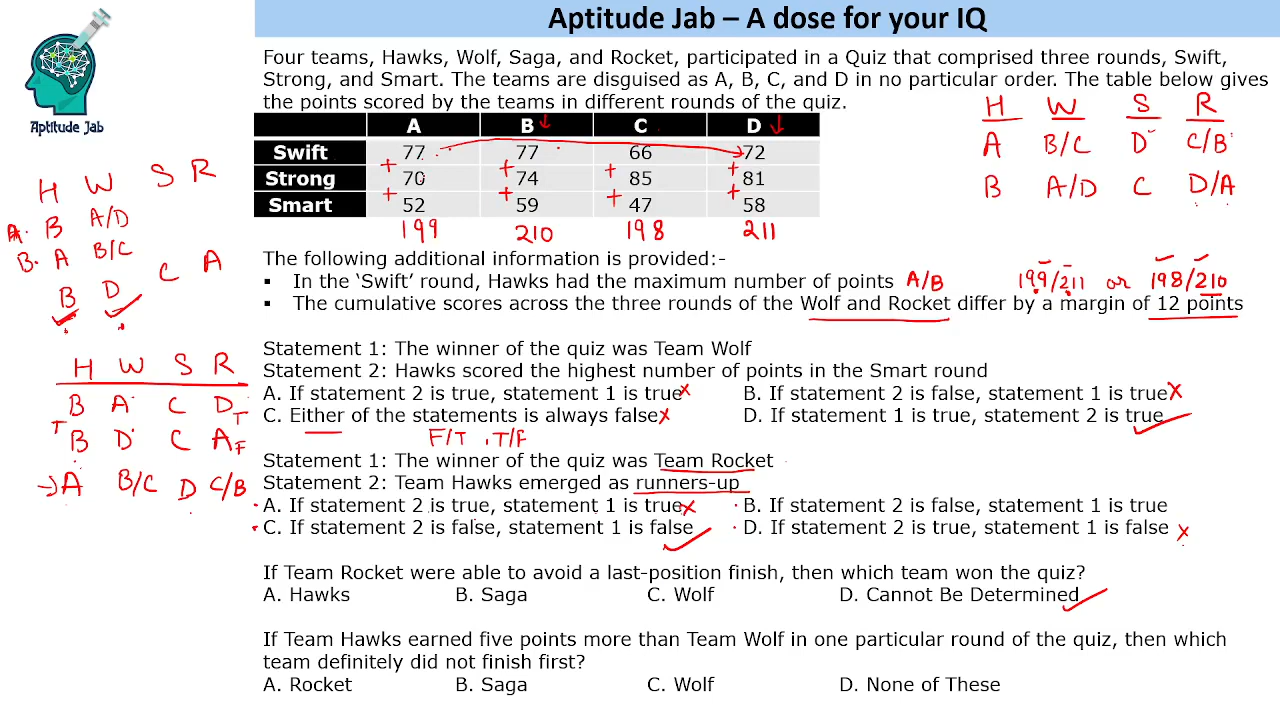 Aptitude Jab – A dose for your IQ
Aptitude Jab
Four teams, Hawks, Wolf, Saga, and Rocket, participated in a Quiz that comprised three rounds, Swift,
Strong, and Smart. The teams are disguised as A, B, C, and D in no particular order. The table below gives
the points scored by the teams in different rounds of the quiz.
H W S R
A B/C D C/B
B A/D C D/A
A B ↓ C D ↓
Swift 77 77 66 72
+ + + +
Strong 70 74 85 81
+ + + +
Smart 52 59 47 58
199 210 198 211
H W S R
A. B A/D
B. A B/C
B D C A
The following additional information is provided:-
▪ In the ‘Swift’ round, Hawks had the maximum number of points A/B 199/211 or 198/210
▪ The cumulative scores across the three rounds of the Wolf and Rocket differ by a margin of 12 points
H W S R
B A C D T
T B D C A F
→ A B/C D C/B
Statement 1: The winner of the quiz was Team Wolf
Statement 2: Hawks scored the highest number of points in the Smart round
A. If statement 2 is true, statement 1 is true x B. If statement 2 is false, statement 1 is true x
C. Either of the statements is always false x D. If statement 1 is true, statement 2 is true
F/T , T/F
Statement 1: The winner of the quiz was Team Rocket
Statement 2: Team Hawks emerged as runners-up
A. If statement 2 is true, statement 1 is true x B. If statement 2 is false, statement 1 is true
C. If statement 2 is false, statement 1 is false D. If statement 2 is true, statement 1 is false x
If Team Rocket were able to avoid a last-position finish, then which team won the quiz?
A. Hawks B. Saga C. Wolf D. Cannot Be Determined
If Team Hawks earned five points more than Team Wolf in one particular round of the quiz, then which
team definitely did not finish first?
A. Rocket B. Saga C. Wolf D. None of These